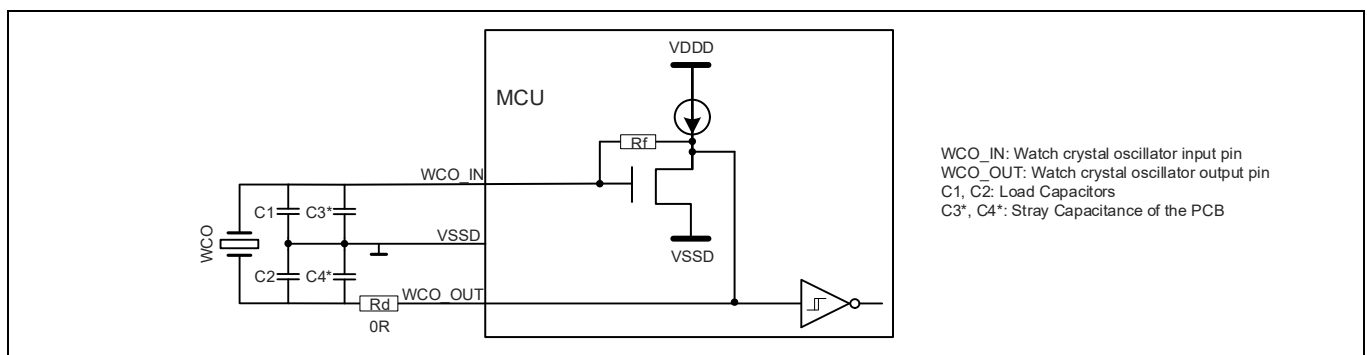 VDDD
MCU
Rf
WCO_IN: Watch crystal oscillator input pin
WCO_OUT: Watch crystal oscillator output pin
C1, C2: Load Capacitors
C3*, C4*: Stray Capacitance of the PCB
WCO_IN
C1 C3*
WCO
VSSD
VSSD
C2 C4*
Rd
WCO_OUT
0R